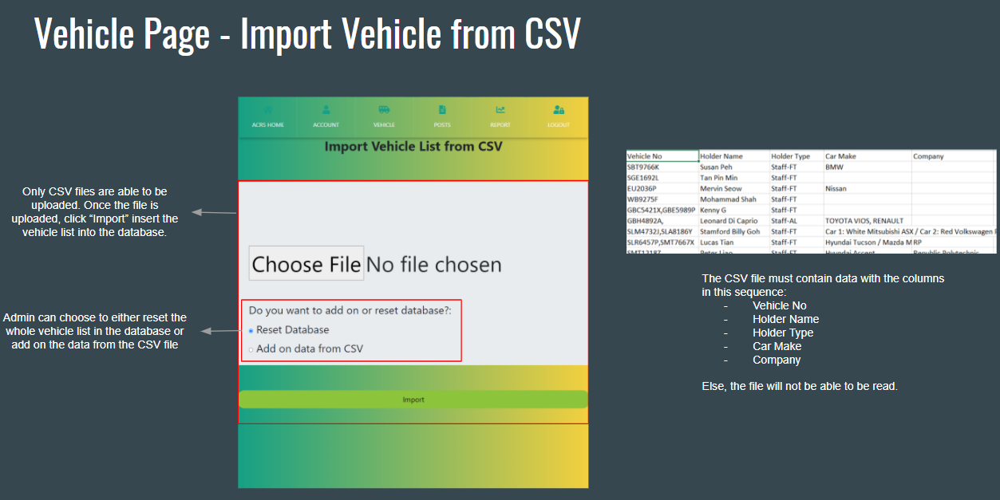 Vehicle Page - Import Vehicle from CSV
ACRS HOME
ACCOUNT
VEHICLE
POSTS
REPORT
LOGOUT
Import Vehicle List from CSV
Only CSV files are able to be
uploaded. Once the file is
uploaded, click “Import” insert the
vehicle list into the database.
Choose File No file chosen
Do you want to add on or reset database?:
Reset Database
Add on data from CSV
Import
Admin can choose to either reset the
whole vehicle list in the database or
add on the data from the CSV file
Vehicle No Holder Name Holder Type Car Make Company
SBT9766K Susan Peh Staff-FT BMW
SGE1692L Tan Pin Min Staff-FT
EU2036P Mervin Seow Staff-FT Nissan
WB9275F Mohammad Shah Staff-FT
GBC5421X,GBE5989P Kenny G Staff-FT
GBH4892A, Leonard Di Caprio Staff-AL TOYOTA VIOS, RENAULT
SLM4732J,SLA8186Y Stamford Billy Goh Staff-FT Car 1: White Mitsubishi ASX / Car 2: Red Volkswagen
SLR6457P,SMT7667X Lucas Tian Staff-FT Hyundai Tucson / Mazda M RP
SMT1218Z Peter Liao Staff-FT Hyundai Accent Republic Polytechnic
The CSV file must contain data with the columns
in this sequence:
- Vehicle No
- Holder Name
- Holder Type
- Car Make
- Company
Else, the file will not be able to be read.